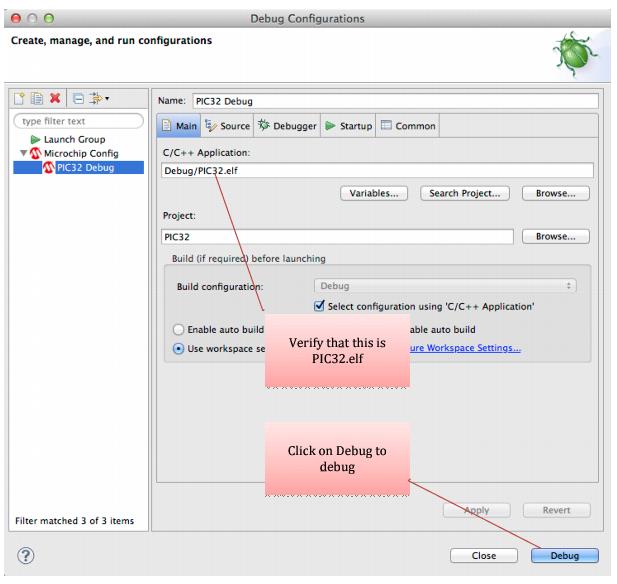 Debug Configurations
Create, manage, and run configurations
type filter text
Launch Group
Microchip Config
PIC32 Debug
Filter matched 3 of 3 items
Name: PIC32 Debug
Main Source Debugger Startup Common
C/C++ Application:
Debug/PIC32.elf
Variables... Search Project... Browse...
Project:
PIC32
Browse...
Build (if required) before launching
Build configuration: Debug
Select configuration using 'C/C++ Application'
Enable auto build able auto build
Use workspace se ure Workspace Settings...
Verify that this is
PIC32.elf
Click on Debug to
debug
Apply Revert
? Close Debug